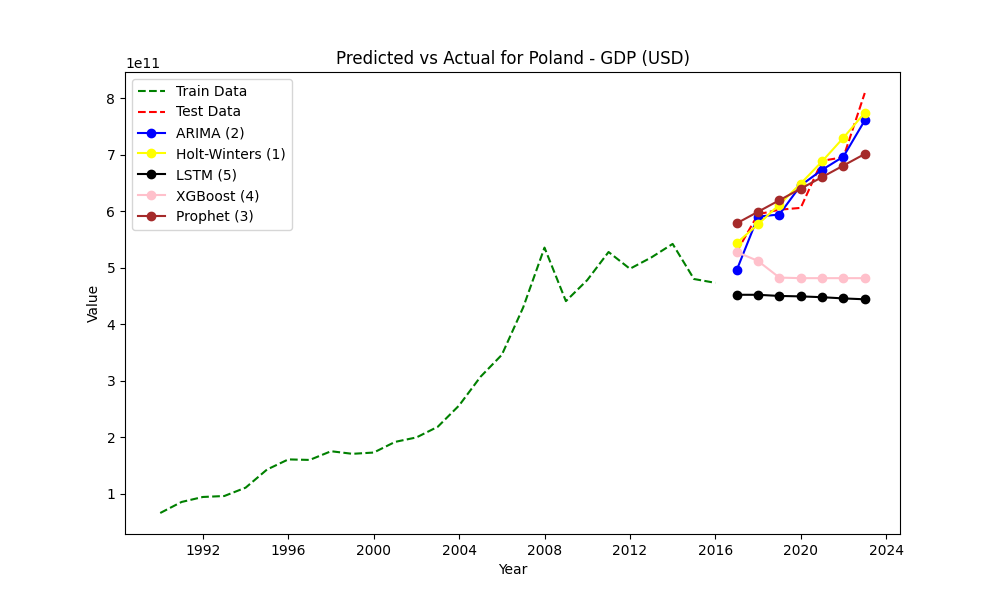 Predicted vs Actual for Poland - GDP (USD)
1e11
Train Data
Test Data
ARIMA (2)
Holt-Winters (1)
LSTM (5)
XGBoost (4)
Prophet (3)
8
7
6
5
4
3
2
1
Value
1992 1996 2000 2004 2008 2012 2016 2020 2024
Year